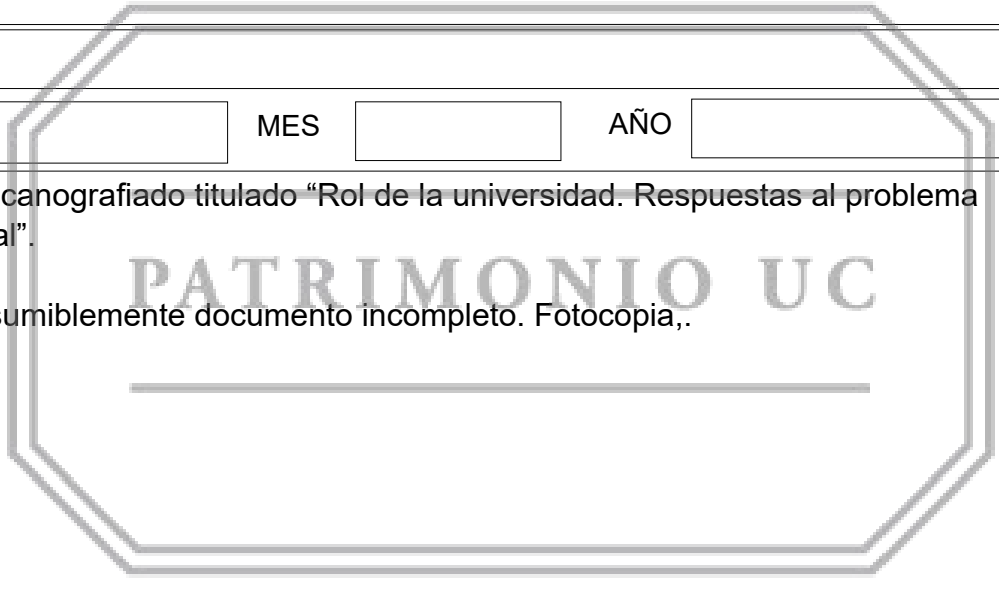 MES AÑO
canografiado titulado “Rol de la universidad. Respuestas al problema
al”.
PATRIMONIO UC
sumiblemente documento incompleto. Fotocopia,.